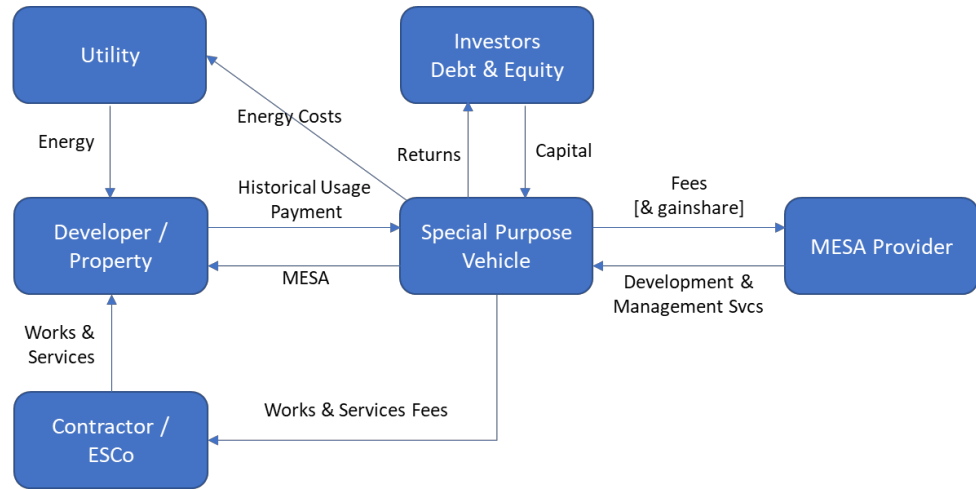 Utility
Investors
Debt & Equity
Energy Costs
Energy
Returns
Capital
Historical Usage
Payment
Fees
[& gainshare]
Developer /
Property
Special Purpose
Vehicle
MESA Provider
MESA
Development &
Management Svcs
Works &
Services
Works & Services Fees
Contractor /
ESCo